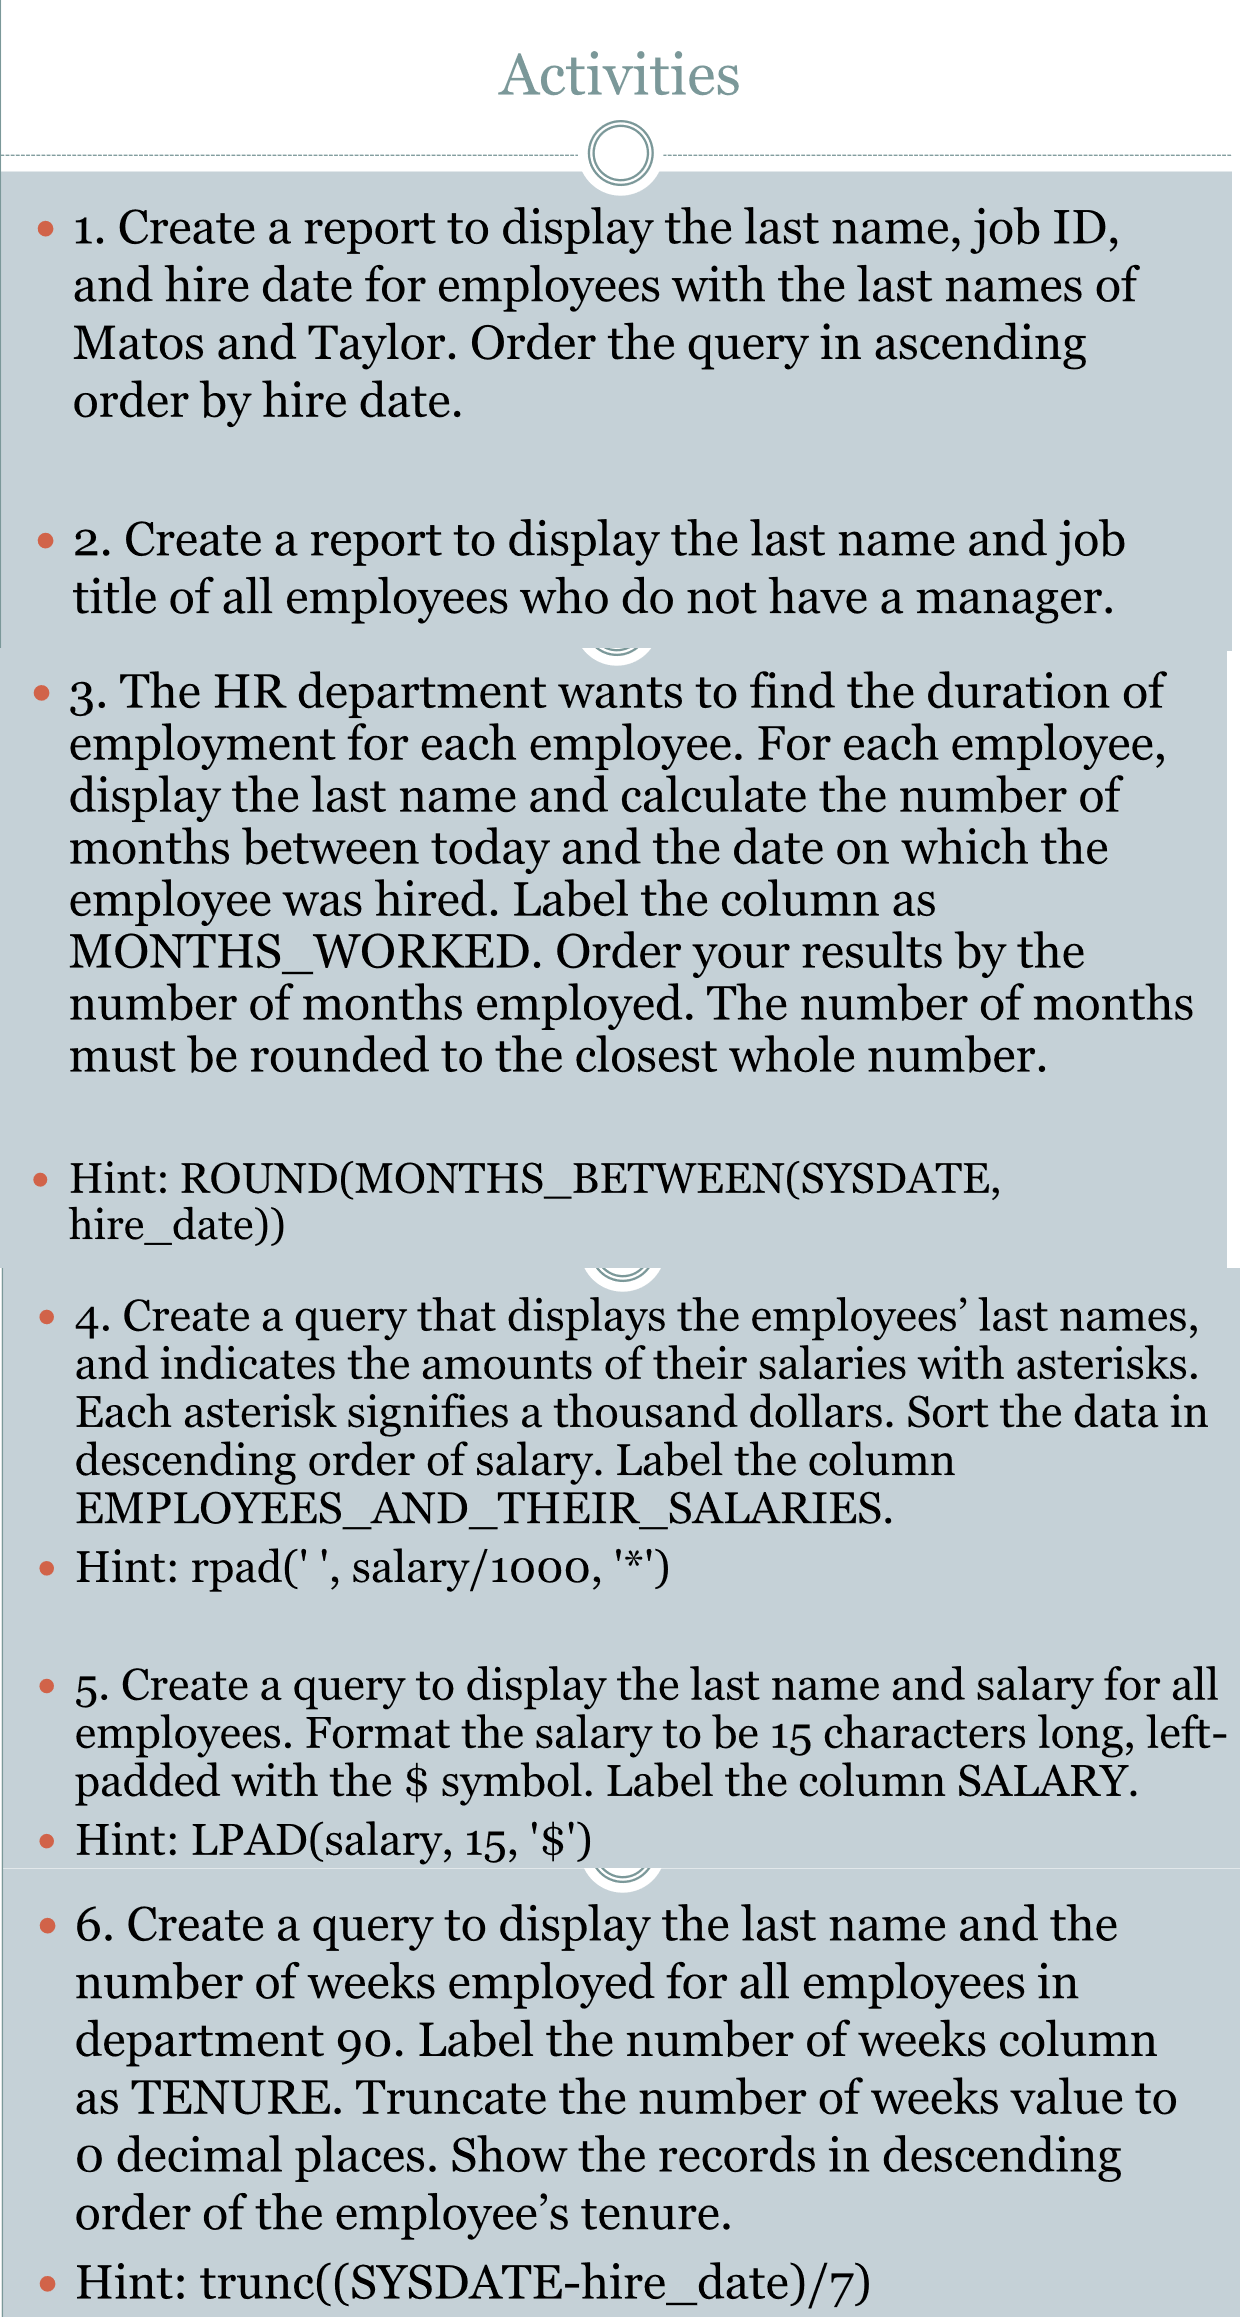 Activities
• 1. Create a report to display the last name, job ID,
and hire date for employees with the last names of
Matos and Taylor. Order the query in ascending
order by hire date.
• 2. Create a report to display the last name and job
title of all employees who do not have a manager.
• 3. The HR department wants to find the duration of
employment for each employee. For each employee,
display the last name and calculate the number of
months between today and the date on which the
employee was hired. Label the column as
MONTHS_WORKED. Order your results by the
number of months employed. The number of months
must be rounded to the closest whole number.
• Hint: ROUND(MONTHS_BETWEEN(SYSDATE,
hire_date))
• 4. Create a query that displays the employees’ last names,
and indicates the amounts of their salaries with asterisks.
Each asterisk signifies a thousand dollars. Sort the data in
descending order of salary. Label the column
EMPLOYEES_AND_THEIR_SALARIES.
• Hint: rpad(' ', salary/1000, '*')
• 5. Create a query to display the last name and salary for all
employees. Format the salary to be 15 characters long, left-
padded with the $ symbol. Label the column SALARY.
• Hint: LPAD(salary, 15, '$')
• 6. Create a query to display the last name and the
number of weeks employed for all employees in
department 90. Label the number of weeks column
as TENURE. Truncate the number of weeks value to
0 decimal places. Show the records in descending
order of the employee’s tenure.
• Hint: trunc((SYSDATE-hire_date)/7)